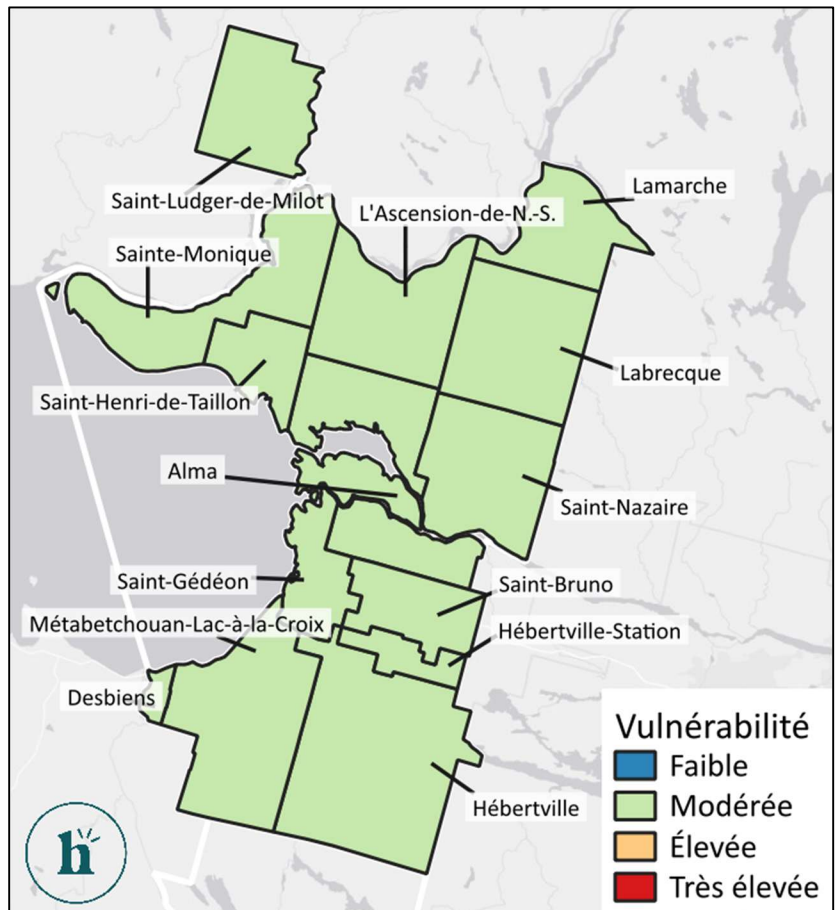 Saint-Ludger-de-Milot
Lamarche
L'Ascension-de-N.-S.
Sainte-Monique
Labrecque
Saint-Henri-de-Taillon
Alma
Saint-Nazaire
Saint-Gédéon
Saint-Bruno
Métabetchouan-Lac-à-la-Croix
Hébertville-Station
Desbiens
Hébertville
Vulnérabilité
Faible
Modérée
Élevée
Très élevée
h